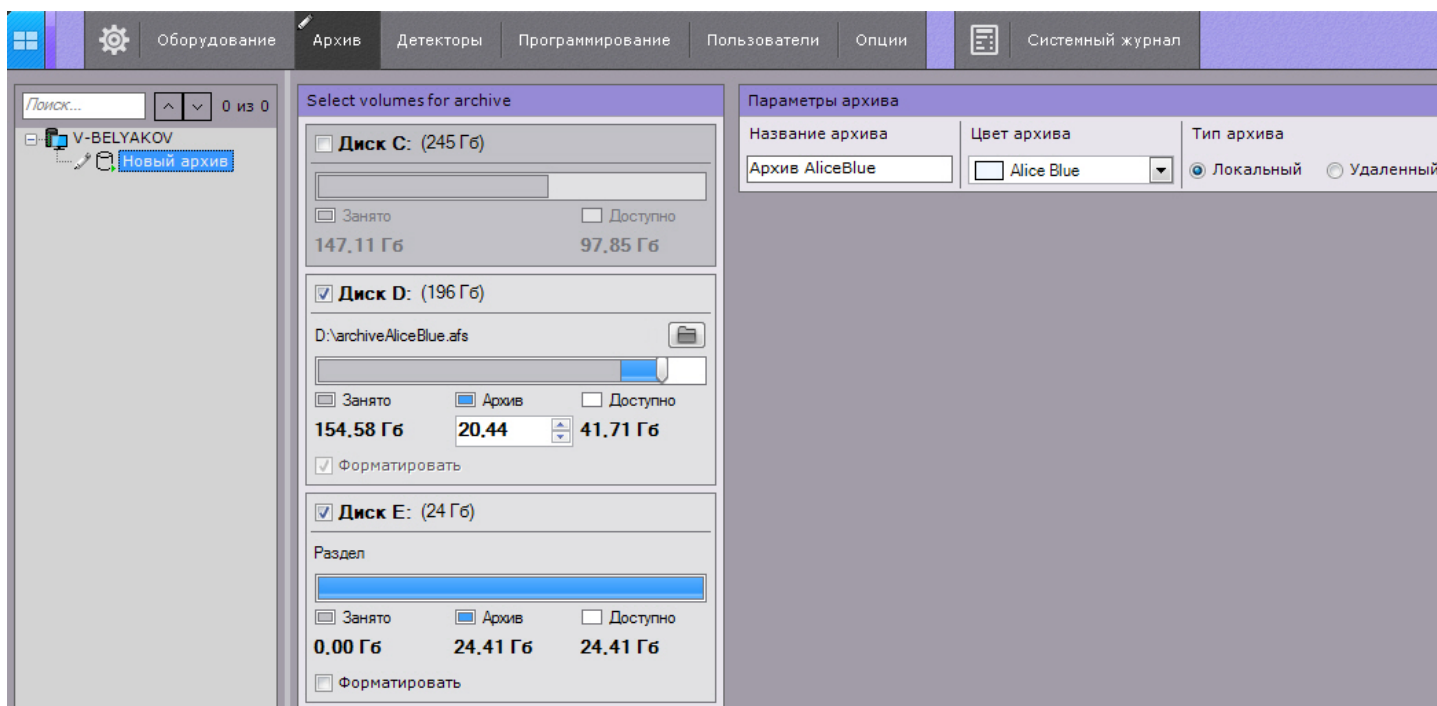 Оборудование Архив Детекторы Программирование Пользователи Опции Системный журнал
Поиск... 0 из 0
V-BELYAKOV
Новый архив
Select volumes for archive
Диск C: (245 Гб)
Занято Доступно
147,11 Гб 97,85 Гб
Диск D: (196 Гб)
D:\archiveAliceBlue.afs
Занято Архив Доступно
154,58 Гб 20,44 41,71 Гб
Форматировать
Диск E: (24 Гб)
Раздел
Занято Архив Доступно
0,00 Гб 24,41 Гб 24,41 Гб
Форматировать
Параметры архива
Название архива Цвет архива Тип архива
Архив AliceBlue Alice Blue Локальный Удаленный